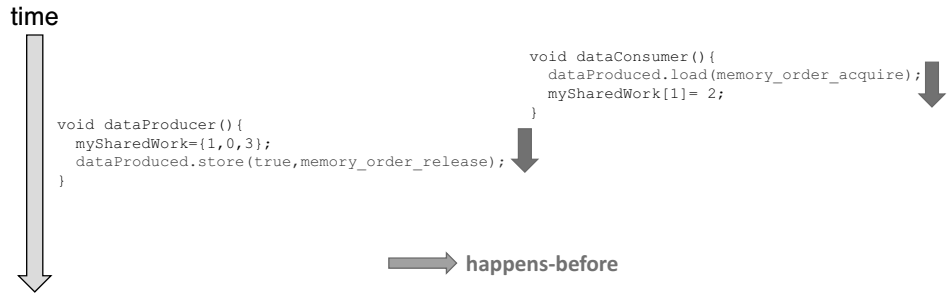 time
void dataConsumer(){
dataProduced.load(memory_order_acquire);
mySharedWork[1]= 2;
}
void dataProducer(){
mySharedWork={1,0,3};
dataProduced.store(true,memory_order_release);
}
happens-before